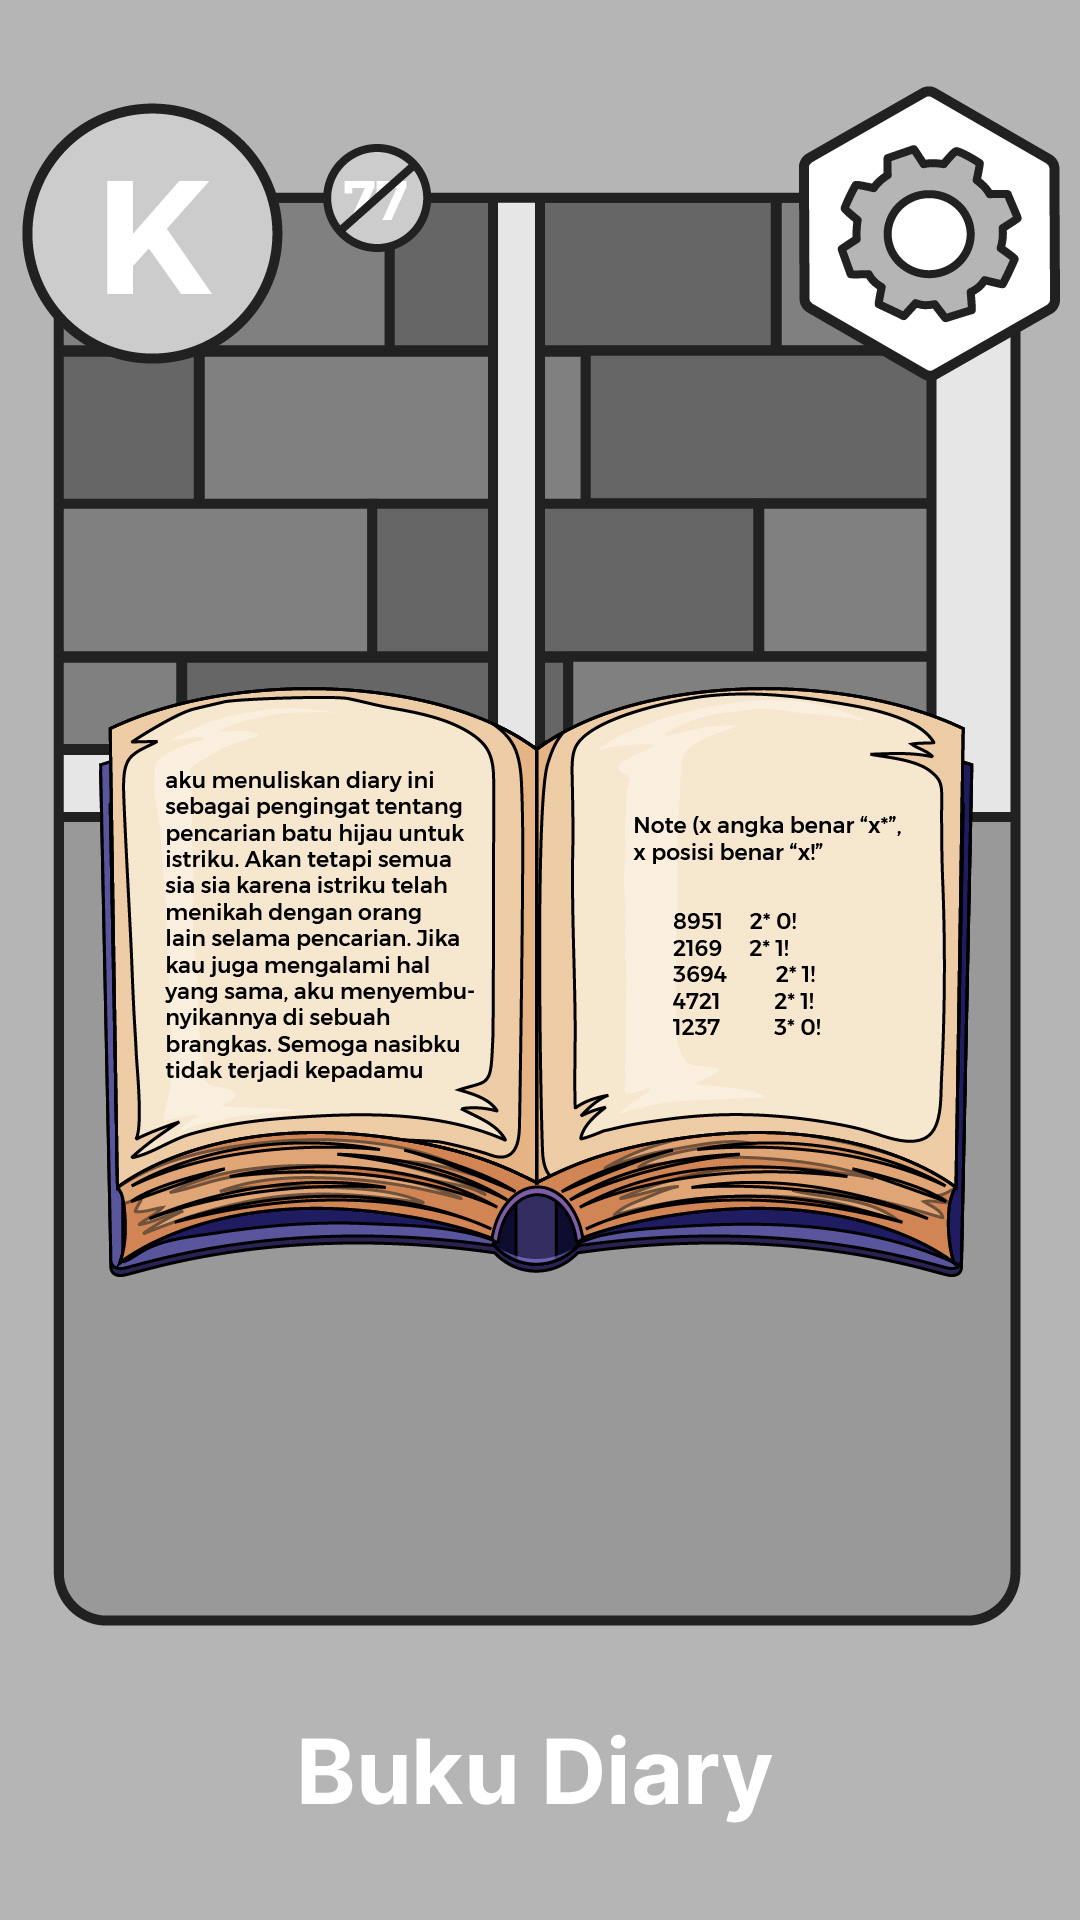 K
77
aku menuliskan diary ini
sebagai pengingat tentang
pencarian batu hijau untuk
istriku. Akan tetapi semua
sia sia karena istriku telah
menikah dengan orang
lain selama pencarian. Jika
kau juga mengalami hal
yang sama, aku menyembu-
nyikannya di sebuah
brangkas. Semoga nasibku
tidak terjadi kepadamu
Note (x angka benar “x*”,
x posisi benar “x!”
8951 2* 0!
2169 2* 1!
3694 2* 1!
4721 2* 1!
1237 3* 0!
Buku Diary